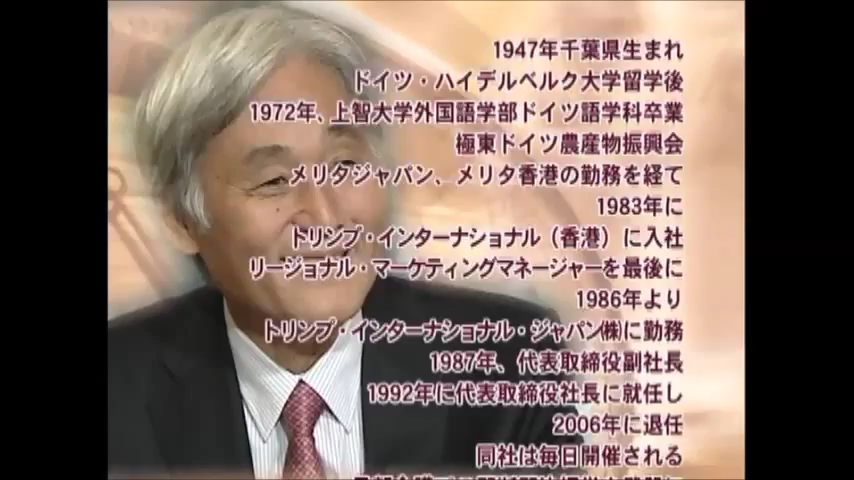 1947年千葉県生まれ
ドイツ・ハイデルベルク大学留学後
1972年、上智大学外国語学部ドイツ語学科卒業
極東ドイツ農産物振興会
メリタジャパン、メリタ香港の勤務を経て
1983年に
トリンプ・インターナショナル（香港）に入社
リージョナル・マーケティングマネージャーを最後に
1986年より
トリンプ・インターナショナル・ジャパン㈱に勤務
1987年、代表取締役副社長
1992年に代表取締役社長に就任し
2006年に退任
同社は毎日開催される